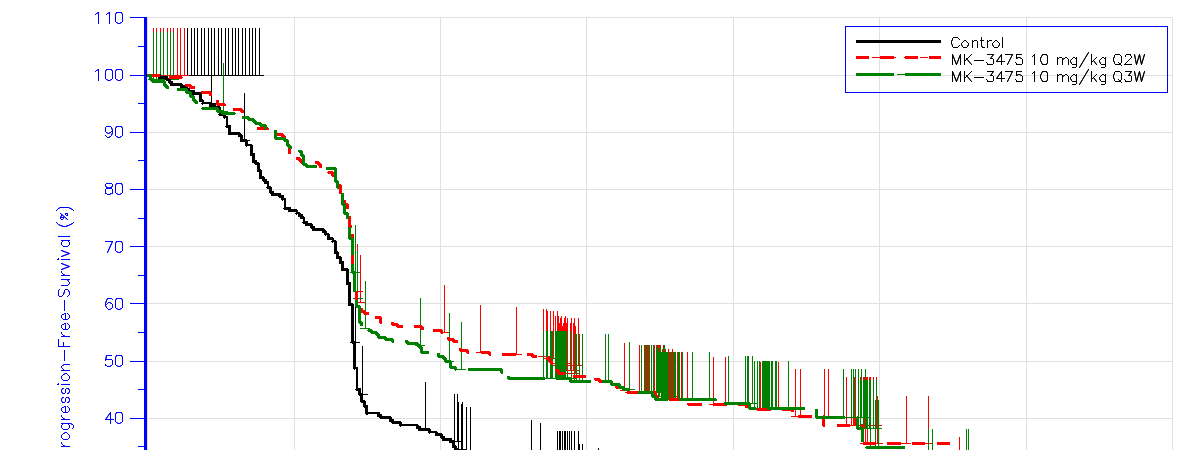 110
100
90
80
70
60
50
40
rogression-Free-Survival (%)
Control
MK-3475 10 mg/kg Q2W
MK-3475 10 mg/kg Q3W